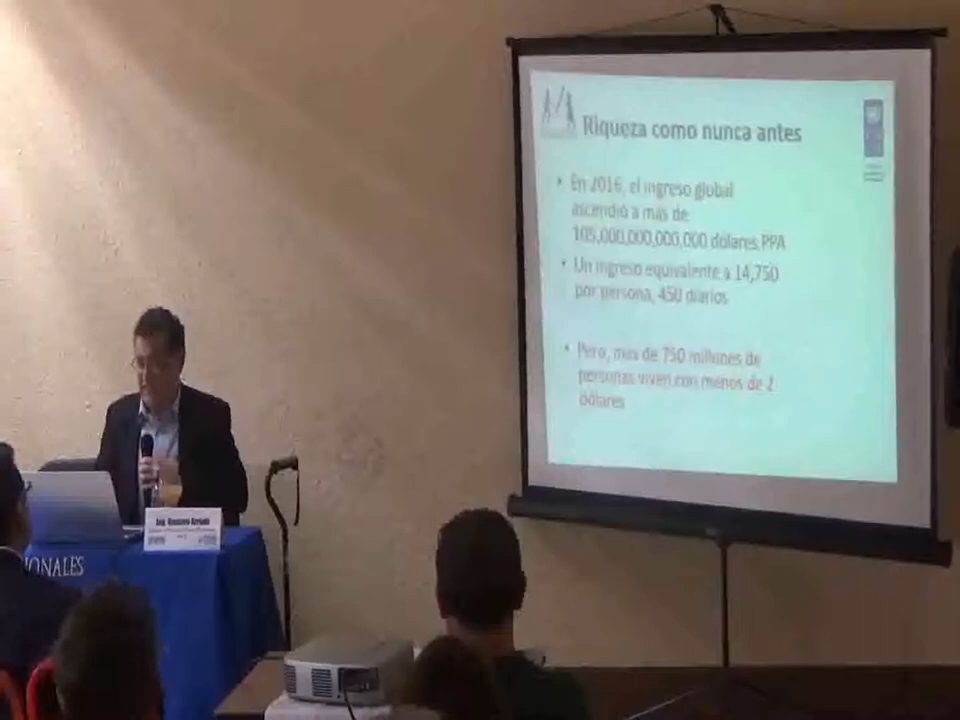 Riqueza como nunca antes
• En 2016, el ingreso global
ascendió a más de
105,000,000,000,000 dólares PPA
• Un ingreso equivalente a 14,750
por persona, 450 diarios
• Pero, más de 750 millones de
personas viven con menos de 2
dólares
IONALES